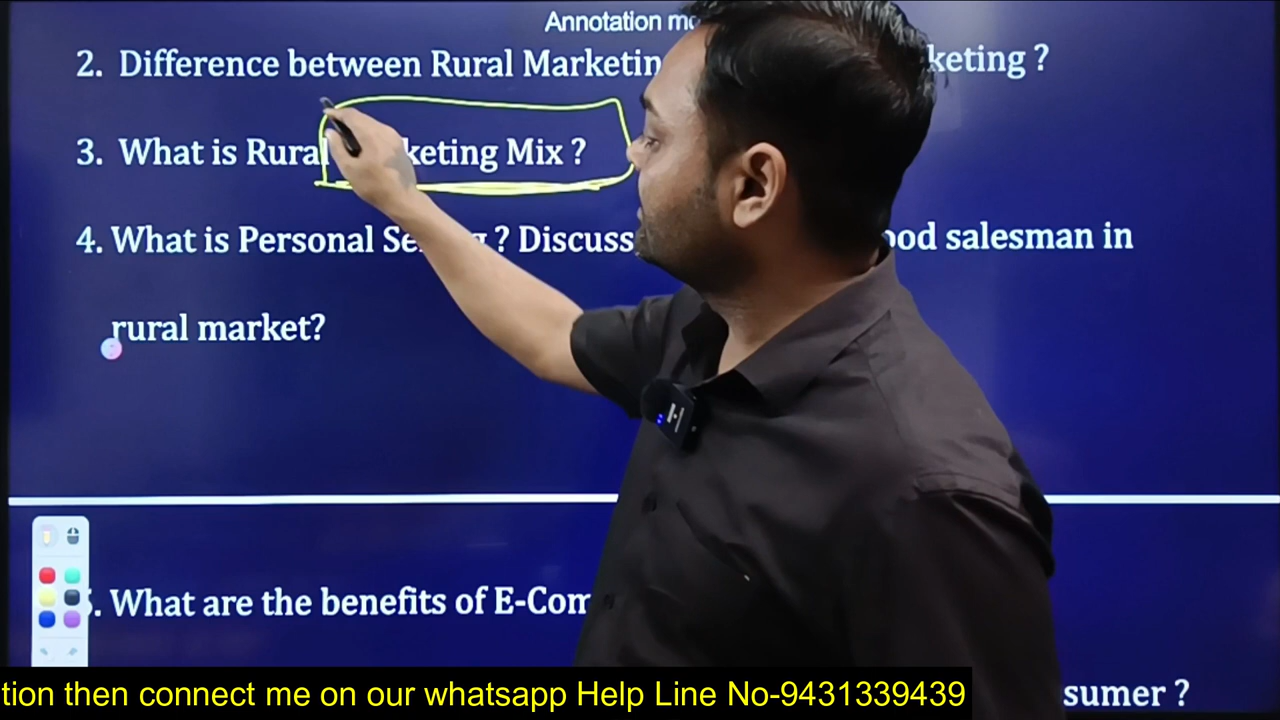 Annotation
2. Difference between Rural Marketin keting ?
3. What is Rural keting Mix ?
4. What is Personal Se g ? Discuss ood salesman in
rural market?
5. What are the benefits of E-Com
sumer ?
tion then connect me on our whatsapp Help Line No-9431339439